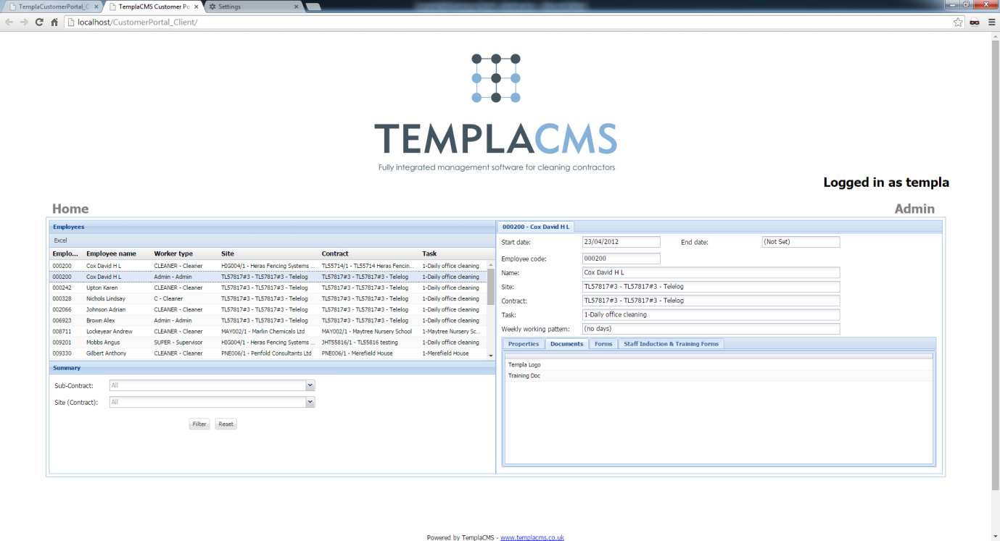 TemplaCustomerPortal_C
TemplaCMS Customer Po
Settings
localhost/CustomerPortal_Client/
TEMPLACMS
Fully integrated management software for cleaning contractors
Logged in as templa
Home Admin
Employees
Excel
Emplo... Employee name Worker type Site Contract Task
000200 Cox David H L CLEANER - Cleaner HIG004/1 - Heras Fencing Systems ... TL55714/1 - TL55714 Heras Fencin... 1-Daily office cleaning
000200 Cox David H L Admin - Admin TL57817#3 - TL57817#3 - Telelog TL57817#3 - TL57817#3 - Telelog 1-Daily office cleaning
000242 Upton Karen CLEANER - Cleaner TL57817#3 - TL57817#3 - Telelog TL57817#3 - TL57817#3 - Telelog 1-Daily office cleaning
000328 Nichols Lindsay C - Cleaner TL57817#3 - TL57817#3 - Telelog TL57817#3 - TL57817#3 - Telelog 1-Daily office cleaning
002066 Johnson Adrian CLEANER - Cleaner TL57817#3 - TL57817#3 - Telelog TL57817#3 - TL57817#3 - Telelog 1-Daily office cleaning
006923 Brown Alex Admin - Admin TL57817#3 - TL57817#3 - Telelog TL57817#3 - TL57817#3 - Telelog 1-Daily office cleaning
008711 Lockeyear Andrew CLEANER - Cleaner MAY002/1 - Marlin Chemicals Ltd MAY002/1 - Maytree Nursery School 1-Maytree Nursery Sc...
009201 Mobbs Angus SUPER - Supervisor HIG004/1 - Heras Fencing Systems ... JHT55816/1 - TL55816 testing 1-Daily office cleaning
009330 Gilbert Anthony CLEANER - Cleaner PNE006/1 - Penfold Consultants Ltd PNE006/1 - Merefield House 1-Merefield House
Summary
Sub-Contract: All
Site (Contract): All
Filter Reset
000200 - Cox David H L
Start date: 23/04/2012 End date: (Not Set)
Employee code: 000200
Name: Cox David H L
Site: TL57817#3 - TL57817#3 - Telelog
Contract: TL57817#3 - TL57817#3 - Telelog
Task: 1-Daily office cleaning
Weekly working pattern: (no days)
Properties Documents Forms Staff Induction & Training Forms
Templa Logo
Training Doc
Powered by TemplaCMS - www.templacms.co.uk